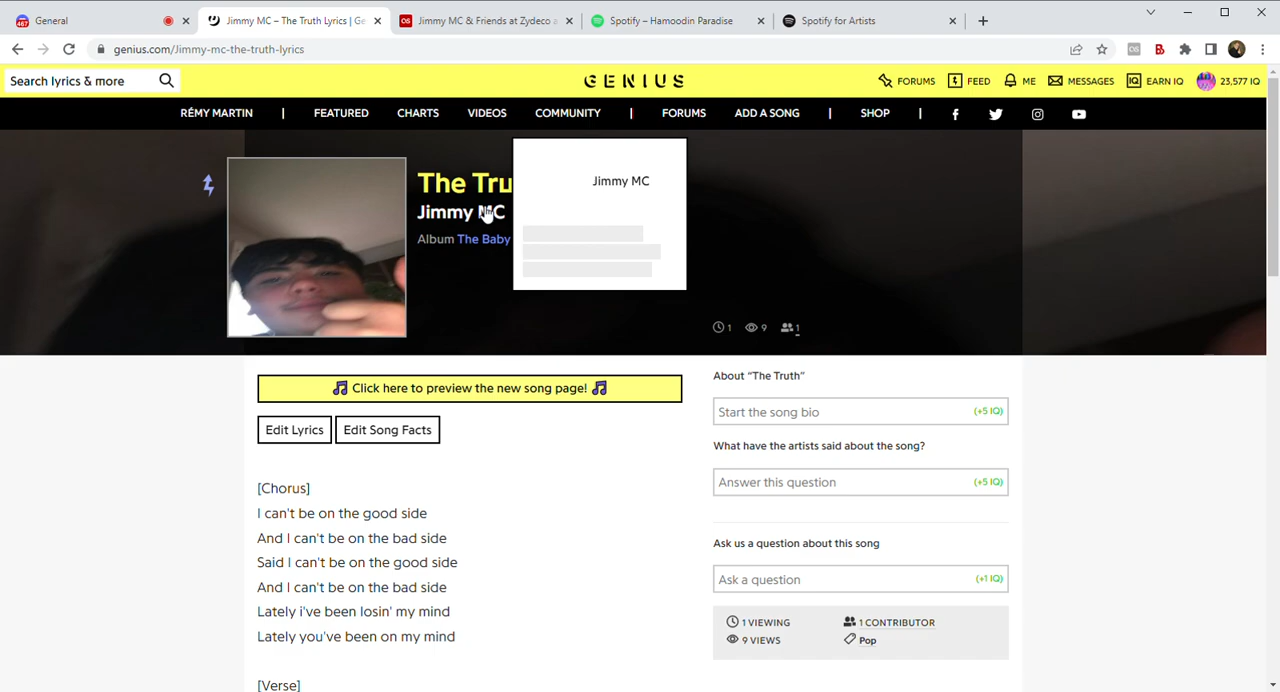 467 General
Jimmy MC – The Truth Lyrics | Ge
OS Jimmy MC & Friends at Zydeco a
Spotify – Hamoodin Paradise
Spotify for Artists
genius.com/Jimmy-mc-the-truth-lyrics
Search lyrics & more
GENIUS
FORUMS
FEED
ME
MESSAGES
IQ EARN IQ
23,577 IQ
RÉMY MARTIN | FEATURED CHARTS VIDEOS COMMUNITY | FORUMS ADD A SONG | SHOP |
The Tru
Jimmy MC
Album The Baby
Jimmy MC
1 9 1
🎵 Click here to preview the new song page! 🎵
Edit Lyrics Edit Song Facts
[Chorus]
I can't be on the good side
And I can't be on the bad side
Said I can't be on the good side
And I can't be on the bad side
Lately i've been losin' my mind
Lately you've been on my mind
[Verse]
About “The Truth”
Start the song bio (+5 IQ)
What have the artists said about the song?
Answer this question (+5 IQ)
Ask us a question about this song
Ask a question (+1 IQ)
1 VIEWING 1 CONTRIBUTOR
9 VIEWS Pop